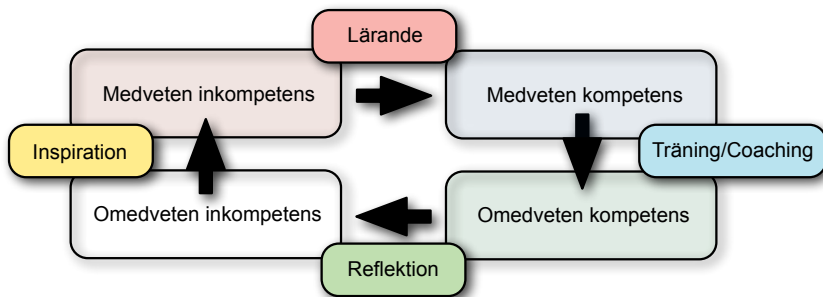 Lärande
Medveten inkompetens
Medveten kompetens
Inspiration
Träning/Coaching
Omedveten inkompetens
Omedveten kompetens
Reflektion